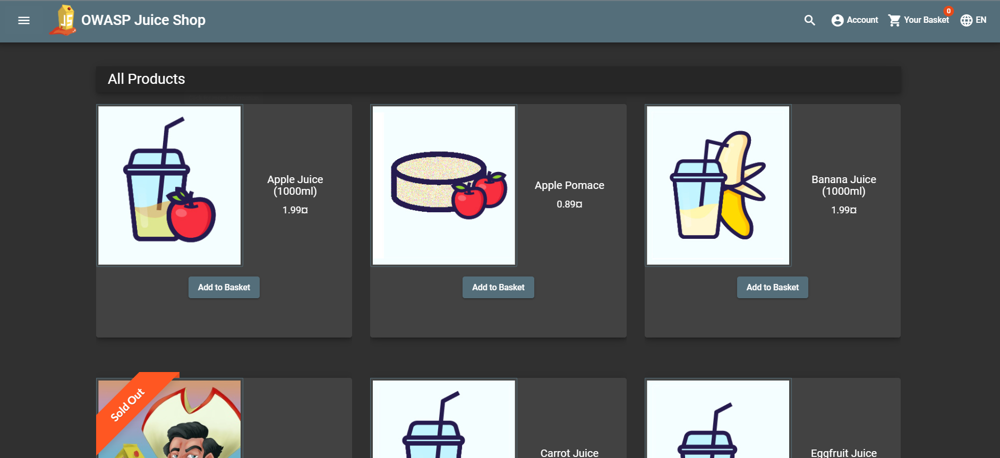 OWASP Juice Shop
Account
Your Basket
0
EN
All Products
Apple Juice
(1000ml)
1.99¤
Add to Basket
Apple Pomace
0.89¤
Add to Basket
Banana Juice
(1000ml)
1.99¤
Add to Basket
Sold Out
Carrot Juice
Eggfruit Juice
JS